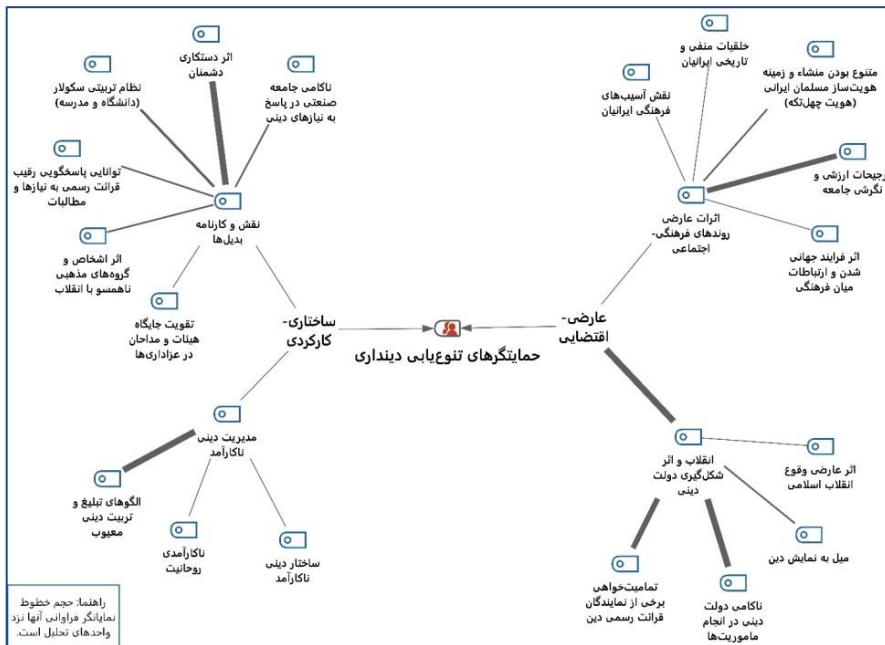 اثر دستکاری
دشمنان
ناکامی جامعه
صنعتی در پاسخ
به نیازهای دینی
نظام تربیتی سکولار
(دانشگاه و مدرسه)
توانایی پاسخگویی رقیب
قرائت رسمی به نیازها و
مطالبات
اثر اشخاص و
گروه‌های مذهبی
ناهمسو با انقلاب
تقویت جایگاه
هیئات و مداحان
در عزاداری‌ها
نقش و کارنامه
بدیل‌ها
خلقیات منفی و
تاریخی ایرانیان
نقش آسیب‌های
فرهنگی ایرانیان
متنوع بودن منشاء و زمینه
هویت‌ساز مسلمان ایرانی
(هویت چهل‌تکه)
رجیحات ارزشی و
نگرشی جامعه
اثر فرایند جهانی
شدن و ارتباطات
میان فرهنگی
اثرات عارضی
روندهای فرهنگی-
اجتماعی
عارضی-
اقتضایی
حمایتگرهای تنوع‌یابی دینداری
ساختاری-
کارکردی
مدیریت دینی
ناکارآمد
الگوهای تبلیغ و
تربیت دینی
معیوب
ناکارآمدی
روحانیت
ساختار دینی
ناکارآمد
انقلاب و اثر
شکل‌گیری دولت
دینی
اثر عارضی وقوع
انقلاب اسلامی
میل به نمایش دین
ناکامی دولت
دینی در انجام
ماموریت‌ها
تمامیت‌خواهی
برخی از نمایندگان
قرائت رسمی دین
راهنما: حجم خطوط
نمایانگر فراوانی آنها نزد
واحدهای تحلیل است.